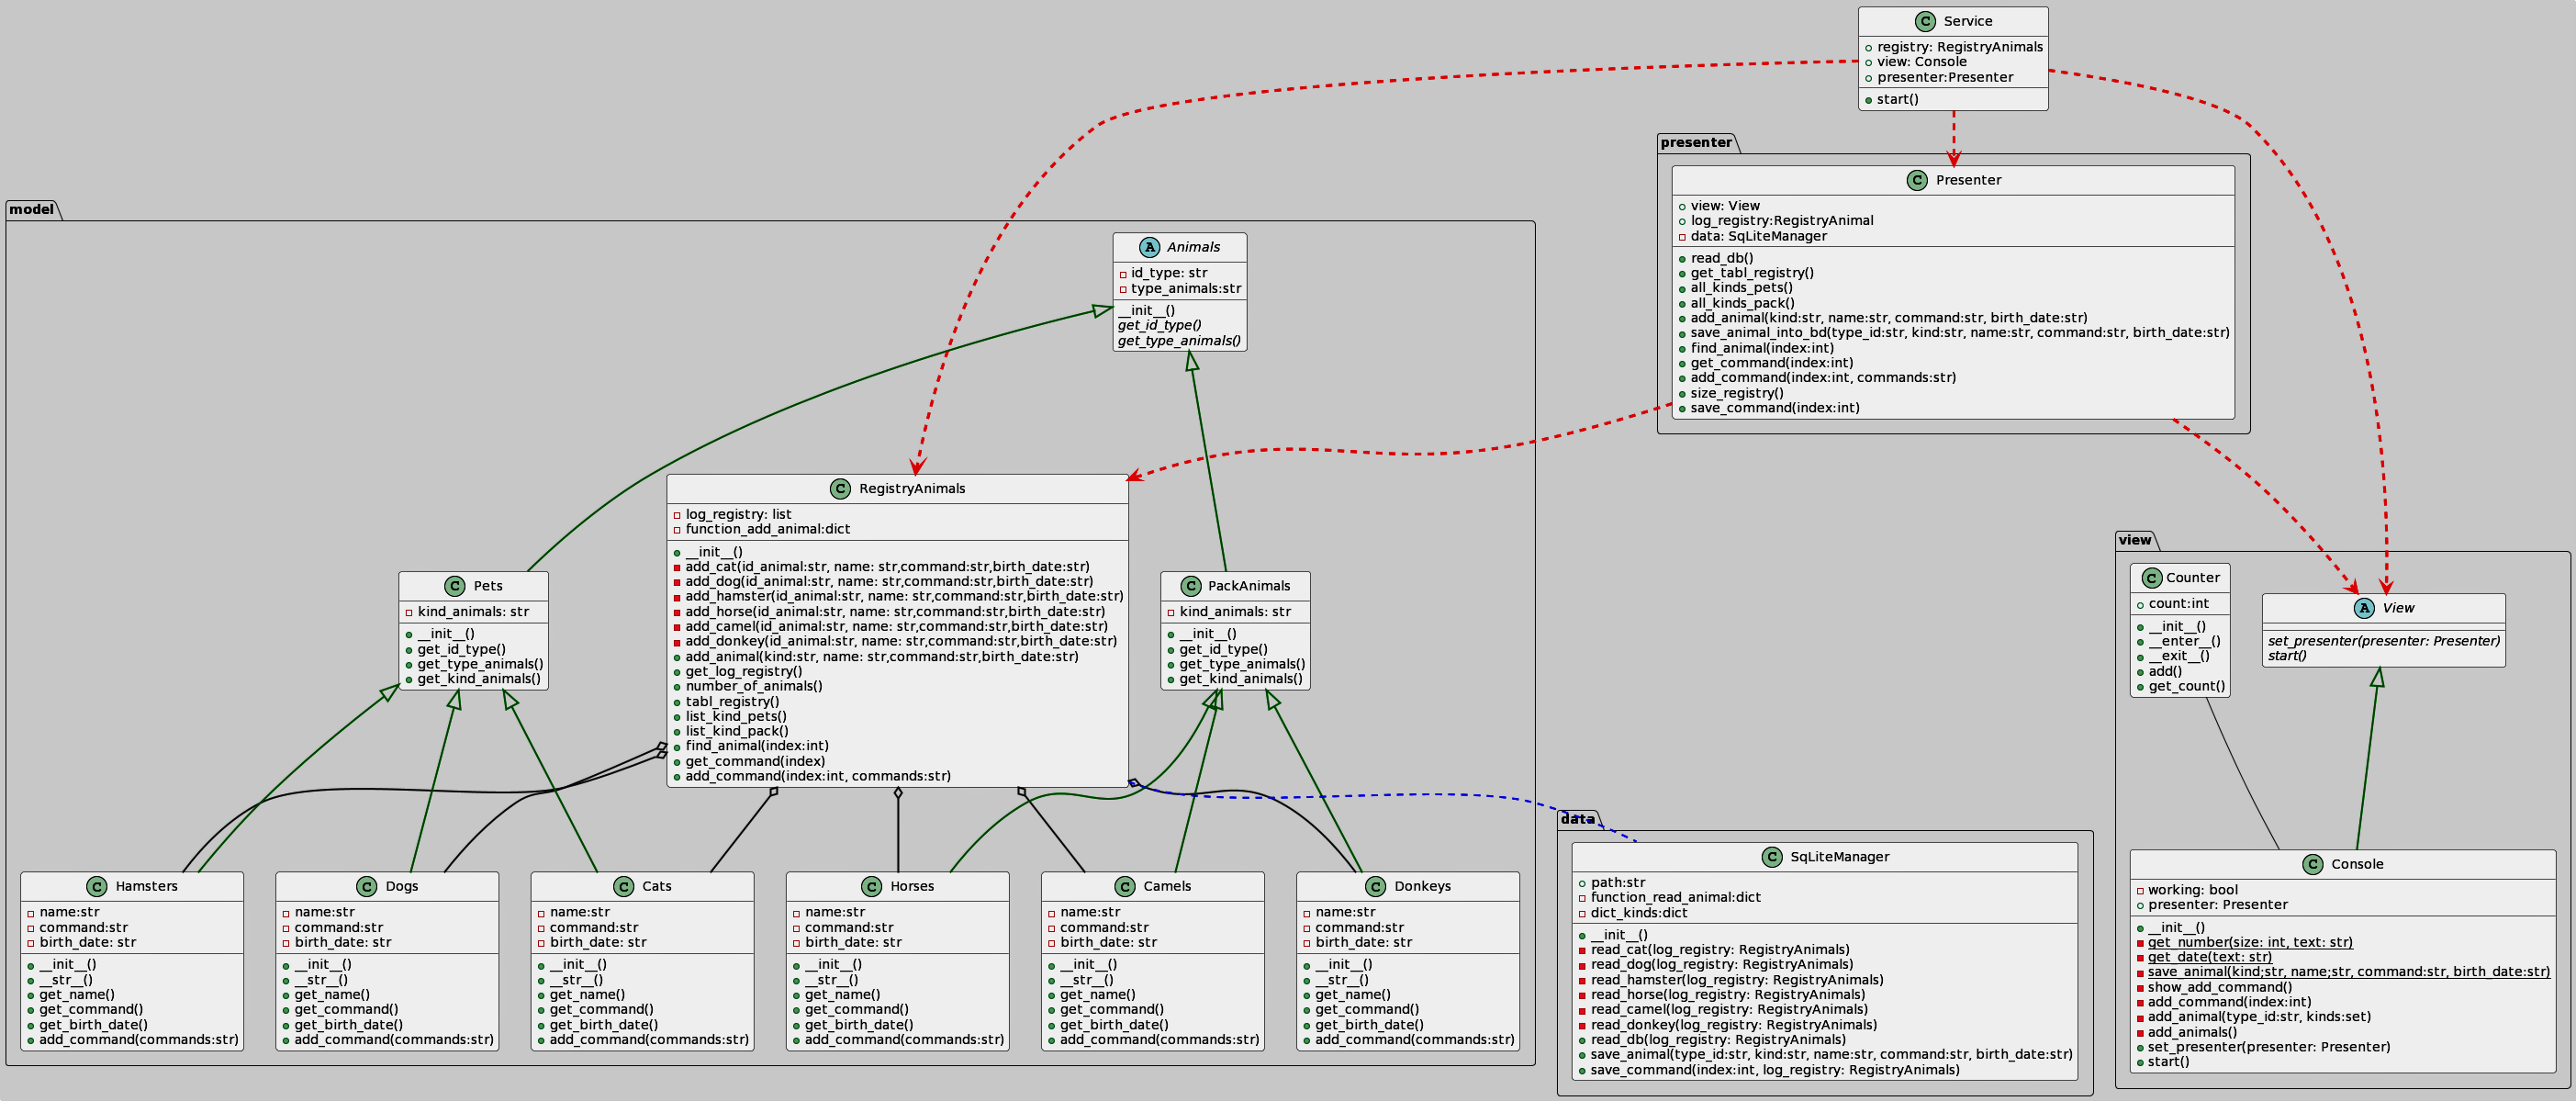 C Service
registry: RegistryAnimals
view: Console
presenter:Presenter
start()
presenter
C Presenter
view: View
log_registry:RegistryAnimal
data: SqLiteManager
read_db()
get_tabl_registry()
all_kinds_pets()
all_kinds_pack()
add_animal(kind:str, name:str, command:str, birth_date:str)
save_animal_into_bd(type_id:str, kind:str, name:str, command:str, birth_date:str)
find_animal(index:int)
get_command(index:int)
add_command(index:int, commands:str)
size_registry()
save_command(index:int)
model
A Animals
id_type: str
type_animals:str
__init__()
get_id_type()
get_type_animals()
C RegistryAnimals
log_registry: list
function_add_animal:dict
__init__()
add_cat(id_animal:str, name: str,command:str,birth_date:str)
add_dog(id_animal:str, name: str,command:str,birth_date:str)
add_hamster(id_animal:str, name: str,command:str,birth_date:str)
add_horse(id_animal:str, name: str,command:str,birth_date:str)
add_camel(id_animal:str, name: str,command:str,birth_date:str)
add_donkey(id_animal:str, name: str,command:str,birth_date:str)
add_animal(kind:str, name: str,command:str,birth_date:str)
get_log_registry()
number_of_animals()
tabl_registry()
list_kind_pets()
list_kind_pack()
find_animal(index:int)
get_command(index)
add_command(index:int, commands:str)
C Pets
kind_animals: str
__init__()
get_id_type()
get_type_animals()
get_kind_animals()
C PackAnimals
kind_animals: str
__init__()
get_id_type()
get_type_animals()
get_kind_animals()
C Hamsters
name:str
command:str
birth_date: str
__init__()
__str__()
get_name()
get_command()
get_birth_date()
add_command(commands:str)
C Dogs
name:str
command:str
birth_date: str
__init__()
__str__()
get_name()
get_command()
get_birth_date()
add_command(commands:str)
C Cats
name:str
command:str
birth_date: str
__init__()
__str__()
get_name()
get_command()
get_birth_date()
add_command(commands:str)
C Horses
name:str
command:str
birth_date: str
__init__()
__str__()
get_name()
get_command()
get_birth_date()
add_command(commands:str)
C Camels
name:str
command:str
birth_date: str
__init__()
__str__()
get_name()
get_command()
get_birth_date()
add_command(commands:str)
C Donkeys
name:str
command:str
birth_date: str
__init__()
__str__()
get_name()
get_command()
get_birth_date()
add_command(commands:str)
data
C SqLiteManager
path:str
function_read_animal:dict
dict_kinds:dict
__init__()
read_cat(log_registry: RegistryAnimals)
read_dog(log_registry: RegistryAnimals)
read_hamster(log_registry: RegistryAnimals)
read_horse(log_registry: RegistryAnimals)
read_camel(log_registry: RegistryAnimals)
read_donkey(log_registry: RegistryAnimals)
read_db(log_registry: RegistryAnimals)
save_animal(type_id:str, kind:str, name:str, command:str, birth_date:str)
save_command(index:int, log_registry: RegistryAnimals)
view
C Counter
count:int
__init__()
__enter__()
__exit__()
add()
get_count()
A View
set_presenter(presenter: Presenter)
start()
C Console
working: bool
presenter: Presenter
__init__()
get_number(size: int, text: str)
get_date(text: str)
save_animal(kind;str, name;str, command:str, birth_date:str)
show_add_command()
add_command(index:int)
add_animal(type_id:str, kinds:set)
add_animals()
set_presenter(presenter: Presenter)
start()